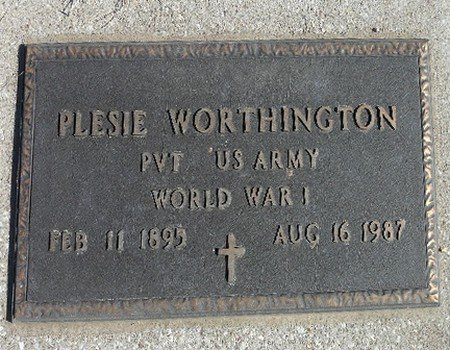 PLESIE WORTHINGTON
PVT US ARMY
WORLD WAR I
FEB 11 1895 AUG 16 1987